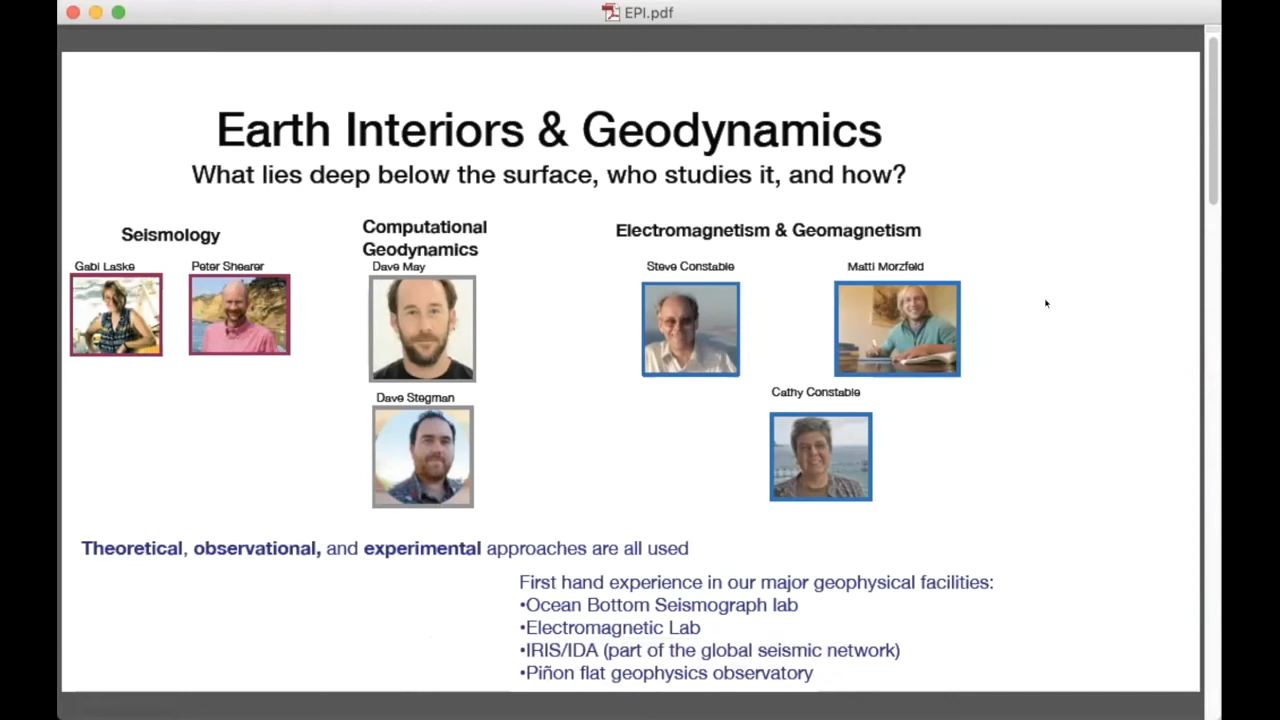 EPI.pdf
Earth Interiors & Geodynamics
What lies deep below the surface, who studies it, and how?
Seismology
Gabi Laske
Peter Shearer
Computational
Geodynamics
Dave May
Dave Stegman
Electromagnetism & Geomagnetism
Steve Constable
Matti Morzfeld
Cathy Constable
Theoretical, observational, and experimental approaches are all used
First hand experience in our major geophysical facilities:
•Ocean Bottom Seismograph lab
•Electromagnetic Lab
•IRIS/IDA (part of the global seismic network)
•Piñon flat geophysics observatory